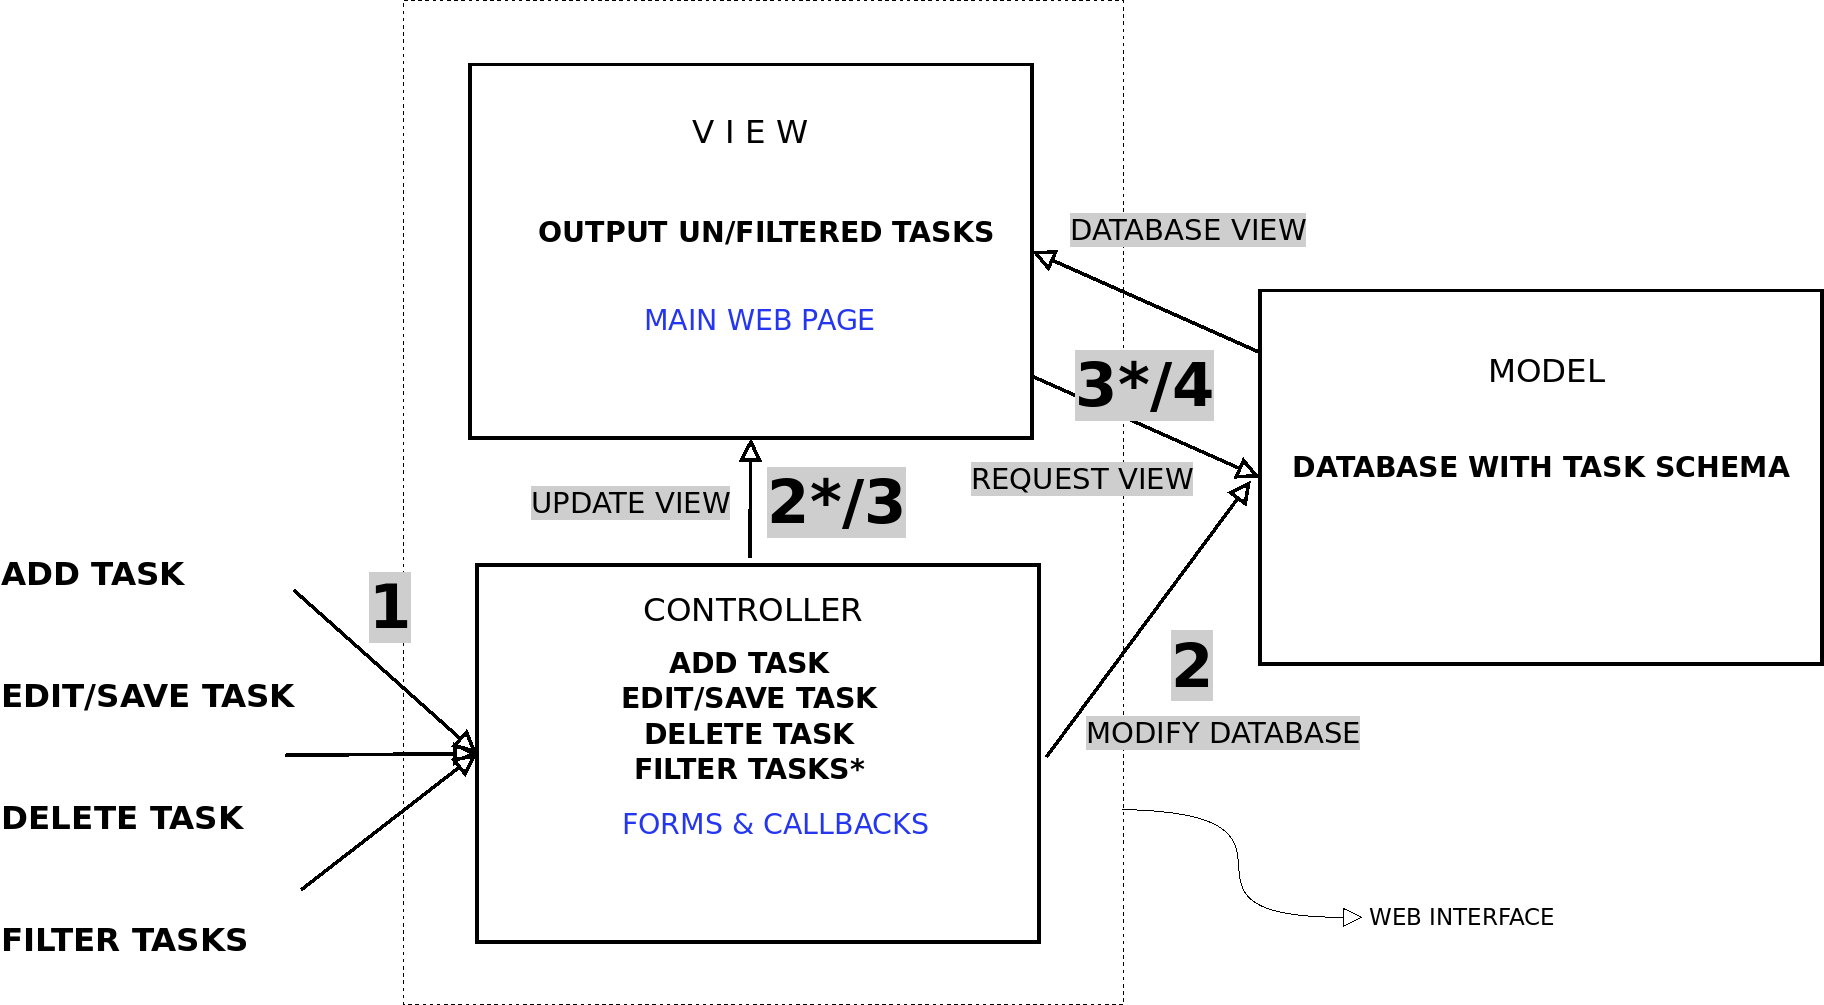 V I E W
OUTPUT UN/FILTERED TASKS
MAIN WEB PAGE
DATABASE VIEW
3*/4
REQUEST VIEW
MODEL
DATABASE WITH TASK SCHEMA
UPDATE VIEW
2*/3
ADD TASK
EDIT/SAVE TASK
DELETE TASK
FILTER TASKS
1
CONTROLLER
ADD TASK
EDIT/SAVE TASK
DELETE TASK
FILTER TASKS*
FORMS & CALLBACKS
2
MODIFY DATABASE
WEB INTERFACE